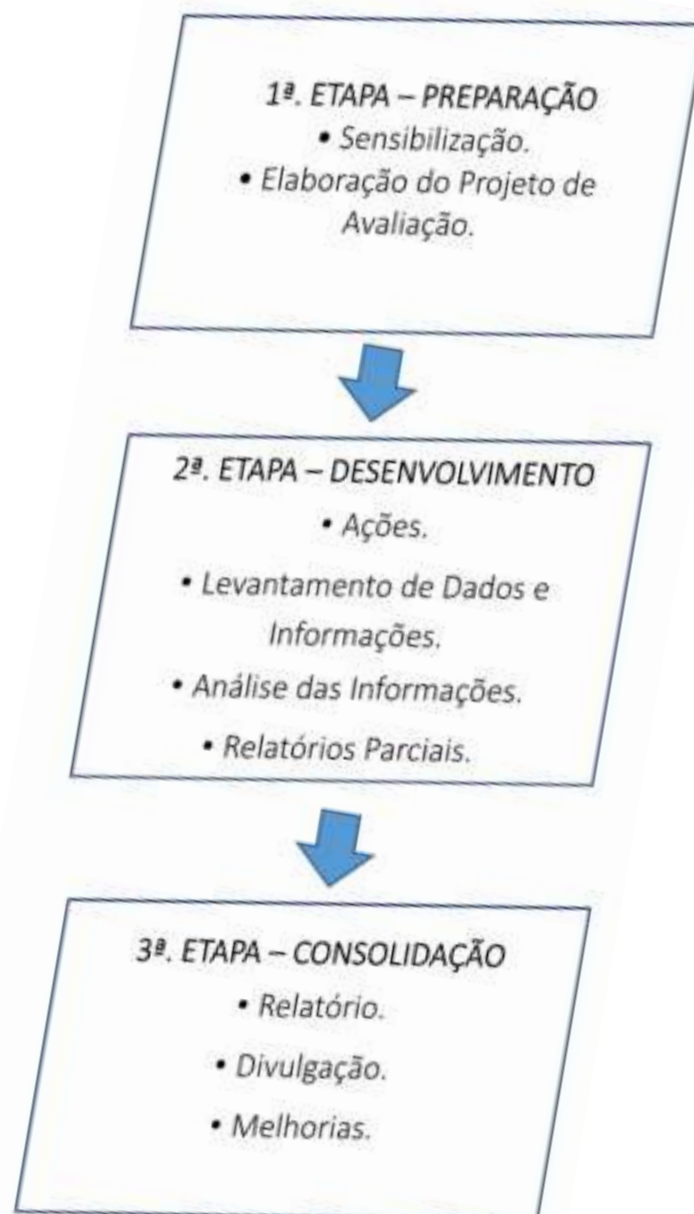 1ª. ETAPA – PREPARAÇÃO
• Sensibilização.
• Elaboração do Projeto de
Avaliação.
2ª. ETAPA – DESENVOLVIMENTO
• Ações.
• Levantamento de Dados e
Informações.
• Análise das Informações.
• Relatórios Parciais.
3ª. ETAPA – CONSOLIDAÇÃO
• Relatório.
• Divulgação.
• Melhorias.